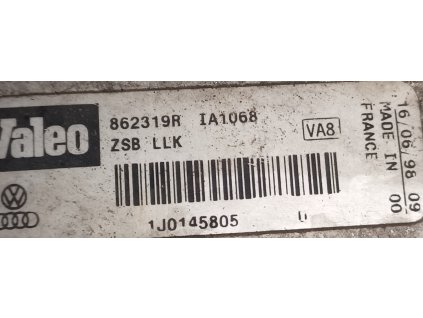 Valeo
862319R IA1068
ZSB LLK
VA8
1J0145805
16.06.98 09
MADE IN 00
FRANCE